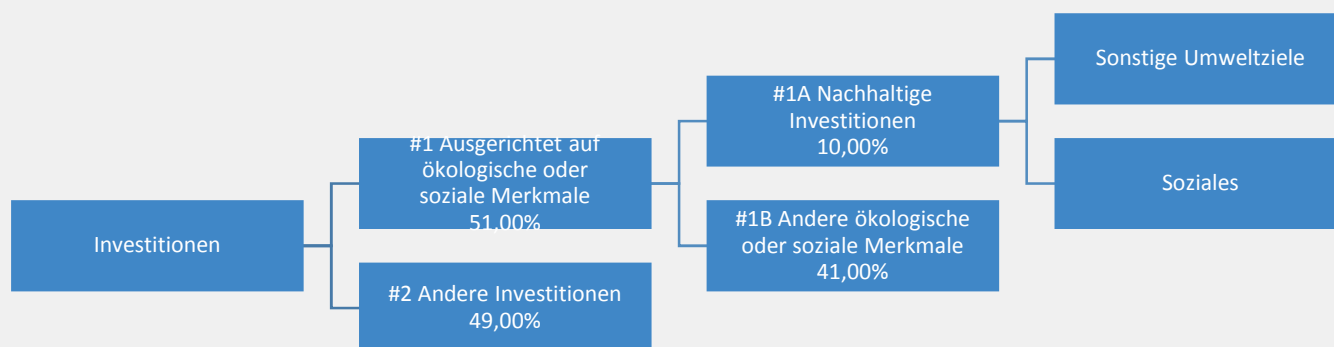 Investitionen
#1 Ausgerichtet auf
ökologische oder
soziale Merkmale
51,00%
#2 Andere Investitionen
49,00%
#1A Nachhaltige
Investitionen
10,00%
#1B Andere ökologische
oder soziale Merkmale
41,00%
Sonstige Umweltziele
Soziales